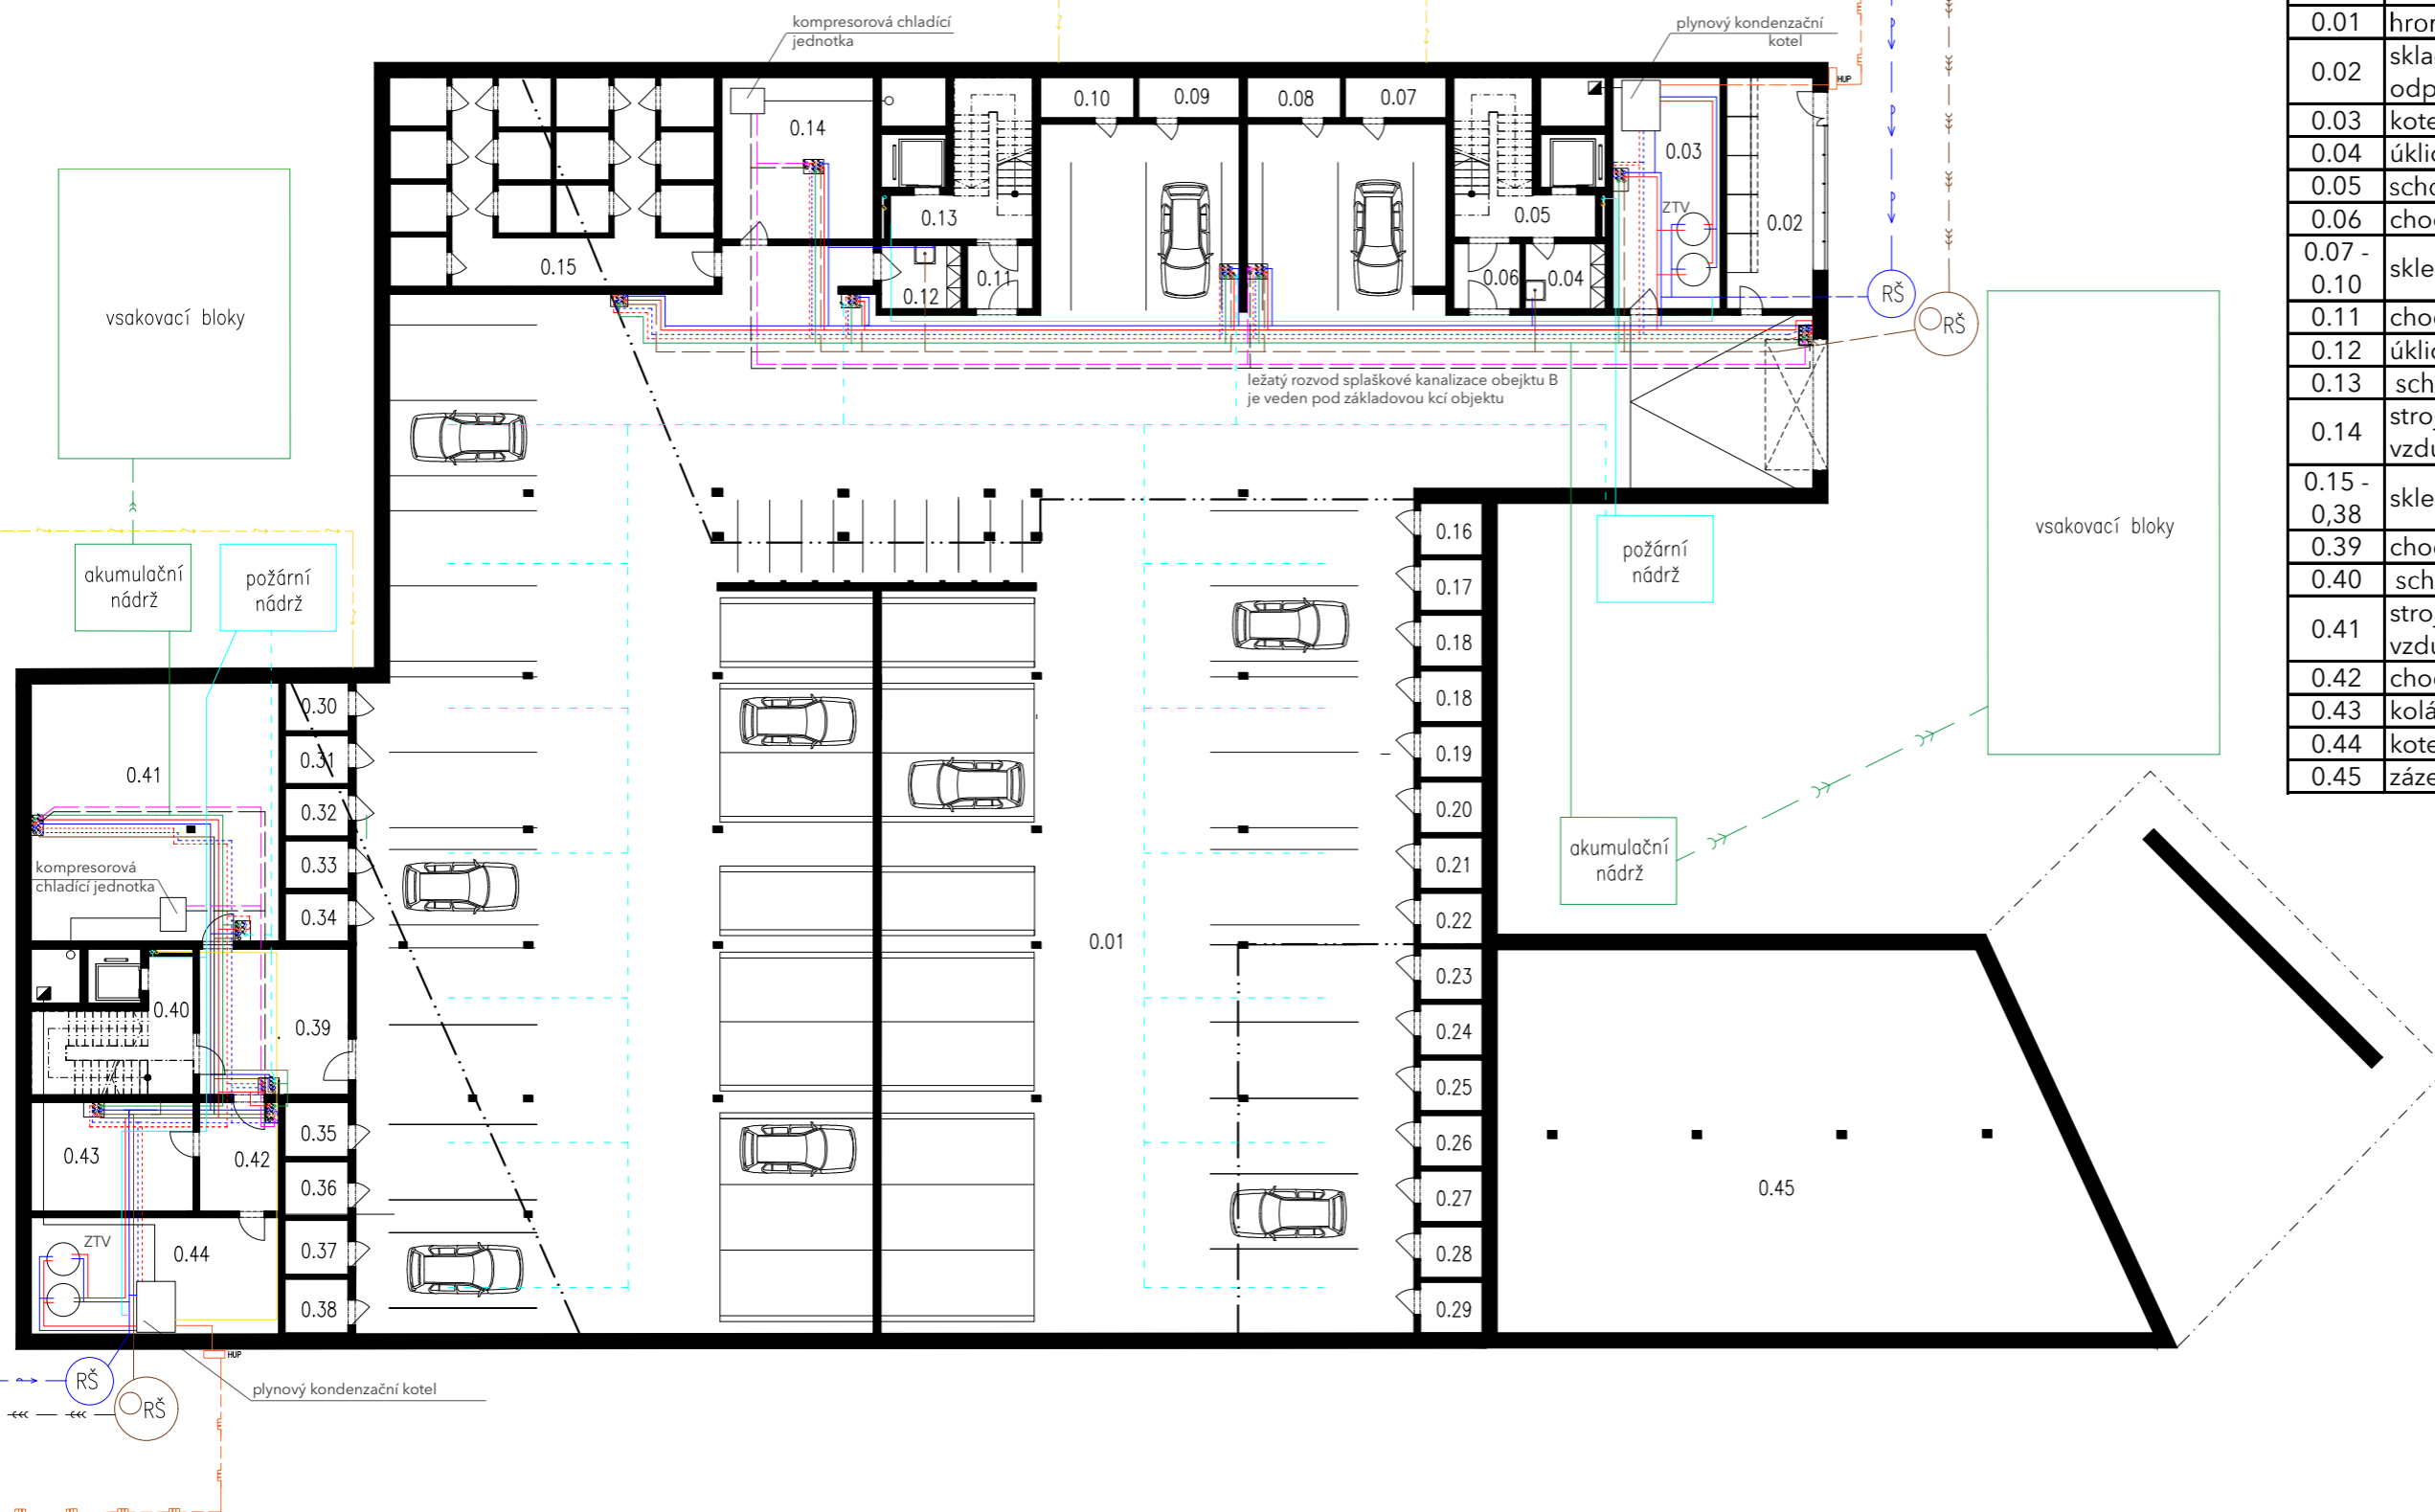 kompresorová chladící
jednotka
plynový kondenzační
kotel
HUP
0.10
0.09
0.08
0.07
0.14
0.03
0.13
0.05
ZTV
0.02
0.15
0.12
0.11
0.06
0.04
RŠ
RŠ
vsakovací bloky
ležatý rozvod splaškové kanalizace obejktu B
je veden pod základovou kcí objektu
akumulační
nádrž
požární
nádrž
požární
nádrž
vsakovací bloky
0.16
0.17
0.18
0.18
0.19
0.20
0.21
0.22
0.23
0.24
0.25
0.26
0.27
0.28
0.29
akumulační
nádrž
0.30
0.31
0.32
0.33
0.34
0.41
kompresorová
chladící jednotka
0.01
0.40
0.39
0.43
0.42
0.35
0.36
0.37
0.38
0.45
ZTV
0.44
HUP
RŠ
RŠ
plynový kondenzační kotel
0.01
0.02
0.03
0.04
0.05
0.06
0.07 -
0.10
0.11
0.12
0.13
0.14
0.15 -
0,38
0.39
0.40
0.41
0.42
0.43
0.44
0.45